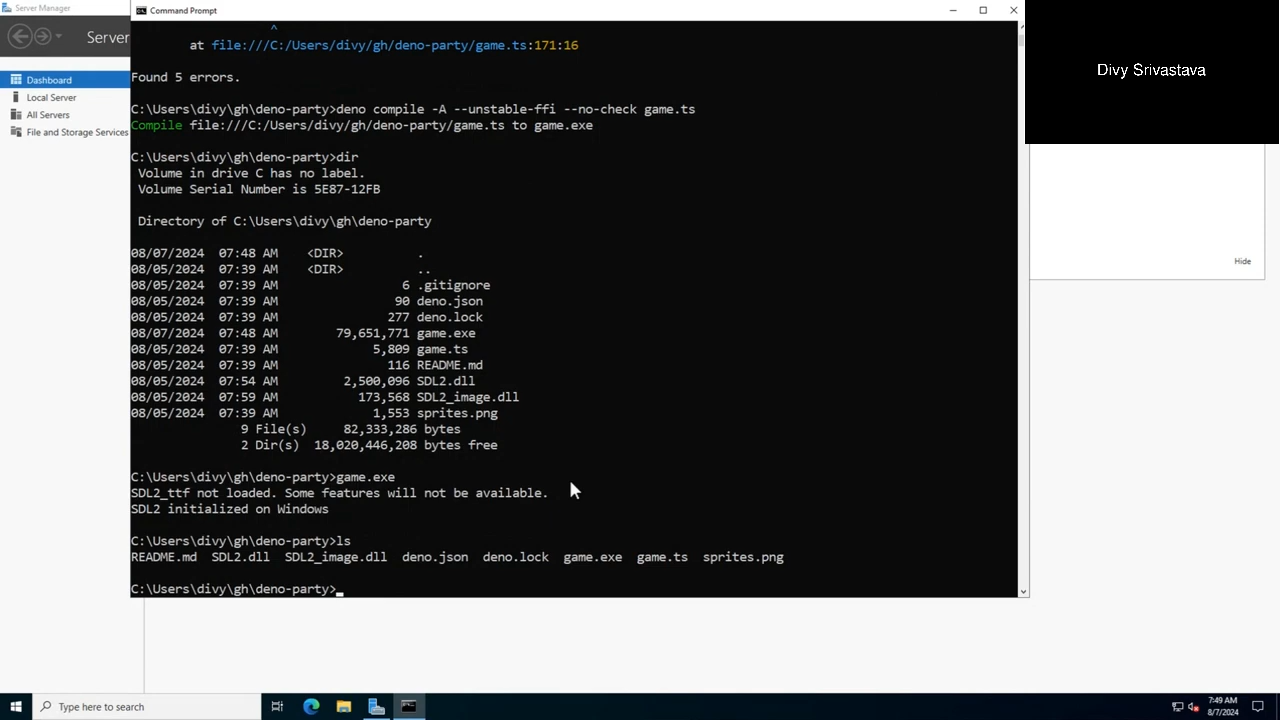 Server Manager
Server
Dashboard
Local Server
All Servers
File and Storage Services
Command Prompt
^
at file:///C:/Users/divy/gh/deno-party/game.ts:171:16
Found 5 errors.
C:\Users\divy\gh\deno-party>deno compile -A --unstable-ffi --no-check game.ts
Compile file:///C:/Users/divy/gh/deno-party/game.ts to game.exe
C:\Users\divy\gh\deno-party>dir
Volume in drive C has no label.
Volume Serial Number is 5E87-12FB
Directory of C:\Users\divy\gh\deno-party
08/07/2024 07:48 AM <DIR> .
08/05/2024 07:39 AM <DIR> ..
08/05/2024 07:39 AM 6 .gitignore
08/05/2024 07:39 AM 90 deno.json
08/05/2024 07:39 AM 277 deno.lock
08/07/2024 07:48 AM 79,651,771 game.exe
08/05/2024 07:39 AM 5,809 game.ts
08/05/2024 07:39 AM 116 README.md
08/05/2024 07:54 AM 2,500,096 SDL2.dll
08/05/2024 07:59 AM 173,568 SDL2_image.dll
08/05/2024 07:39 AM 1,553 sprites.png
9 File(s) 82,333,286 bytes
2 Dir(s) 18,020,446,208 bytes free
C:\Users\divy\gh\deno-party>game.exe
SDL2_ttf not loaded. Some features will not be available.
SDL2 initialized on Windows
C:\Users\divy\gh\deno-party>ls
README.md SDL2.dll SDL2_image.dll deno.json deno.lock game.exe game.ts sprites.png
C:\Users\divy\gh\deno-party>
Divy Srivastava
Hide
Type here to search
7:49 AM
8/7/2024